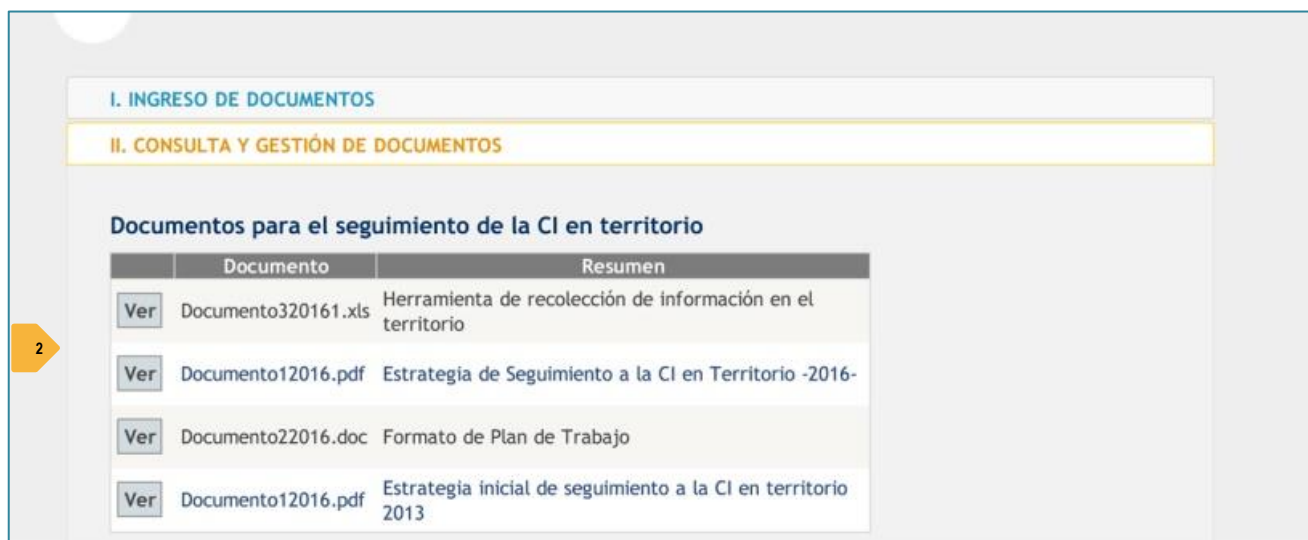 I. INGRESO DE DOCUMENTOS
II. CONSULTA Y GESTIÓN DE DOCUMENTOS
Documentos para el seguimiento de la CI en territorio
Documento Resumen
Ver Documento320161.xls Herramienta de recolección de información en el
territorio
2
Ver Documento12016.pdf Estrategia de Seguimiento a la CI en Territorio -2016-
Ver Documento22016.doc Formato de Plan de Trabajo
Ver Documento12016.pdf Estrategia inicial de seguimiento a la CI en territorio
2013